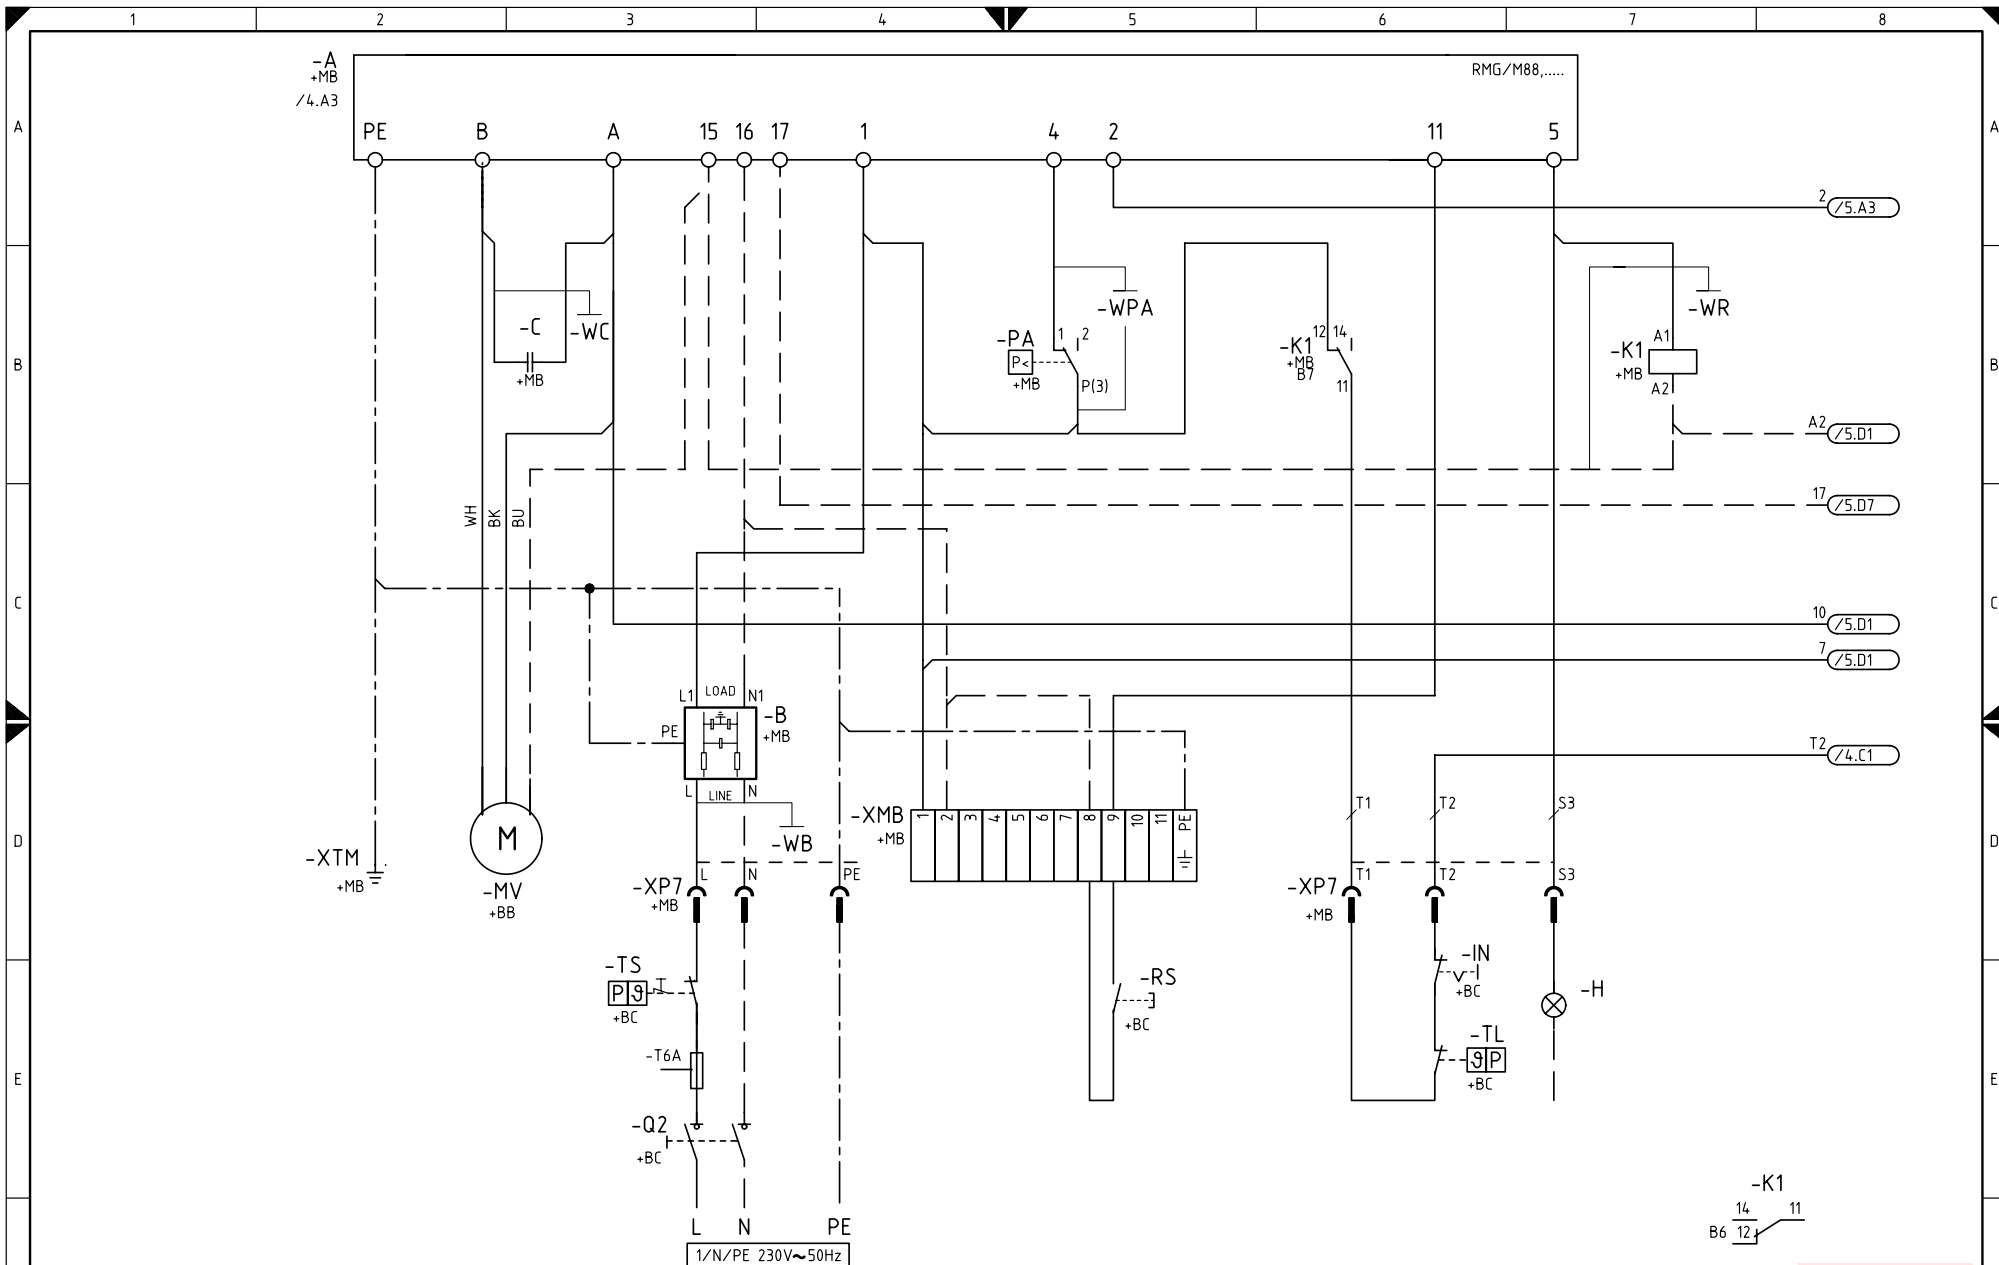 1 2 3 4 5 6 7 8
-A
+MB
/4.A3
RMG/M88,.....
A A
PE B A 15 16 17 1 4 2 11 5
2 /5.A3
-WC
-C
+MB
-WPA
-PA
P<
+MB
1 2
P(3)
12 14
-K1
+MB
B7
11
-WR
A1
-K1
+MB
A2
B B
A2 /5.D1
17 /5.D7
WH BK BU
C C
10 /5.D1
7 /5.D1
L1 LOAD N1
PE
-B
+MB
L LINE N
-WB
T2 /4.C1
-XMB
+MB
1 2 3 4 5 6 7 8 9 10 11 PE
T1 T2 S3
D D
-XTM
+MB
M
-MV
+BB
-XP7
+MB
L N PE
-XP7
+MB
T1 T2 S3
-TS
P ϑ
+BC
-RS
+BC
-IN
+BC
-H
-T6A
-TL
ϑ P
+BC
E E
-Q2
+BC
L N PE
1/N/PE 230V~50Hz
-K1
14 11
B6 12